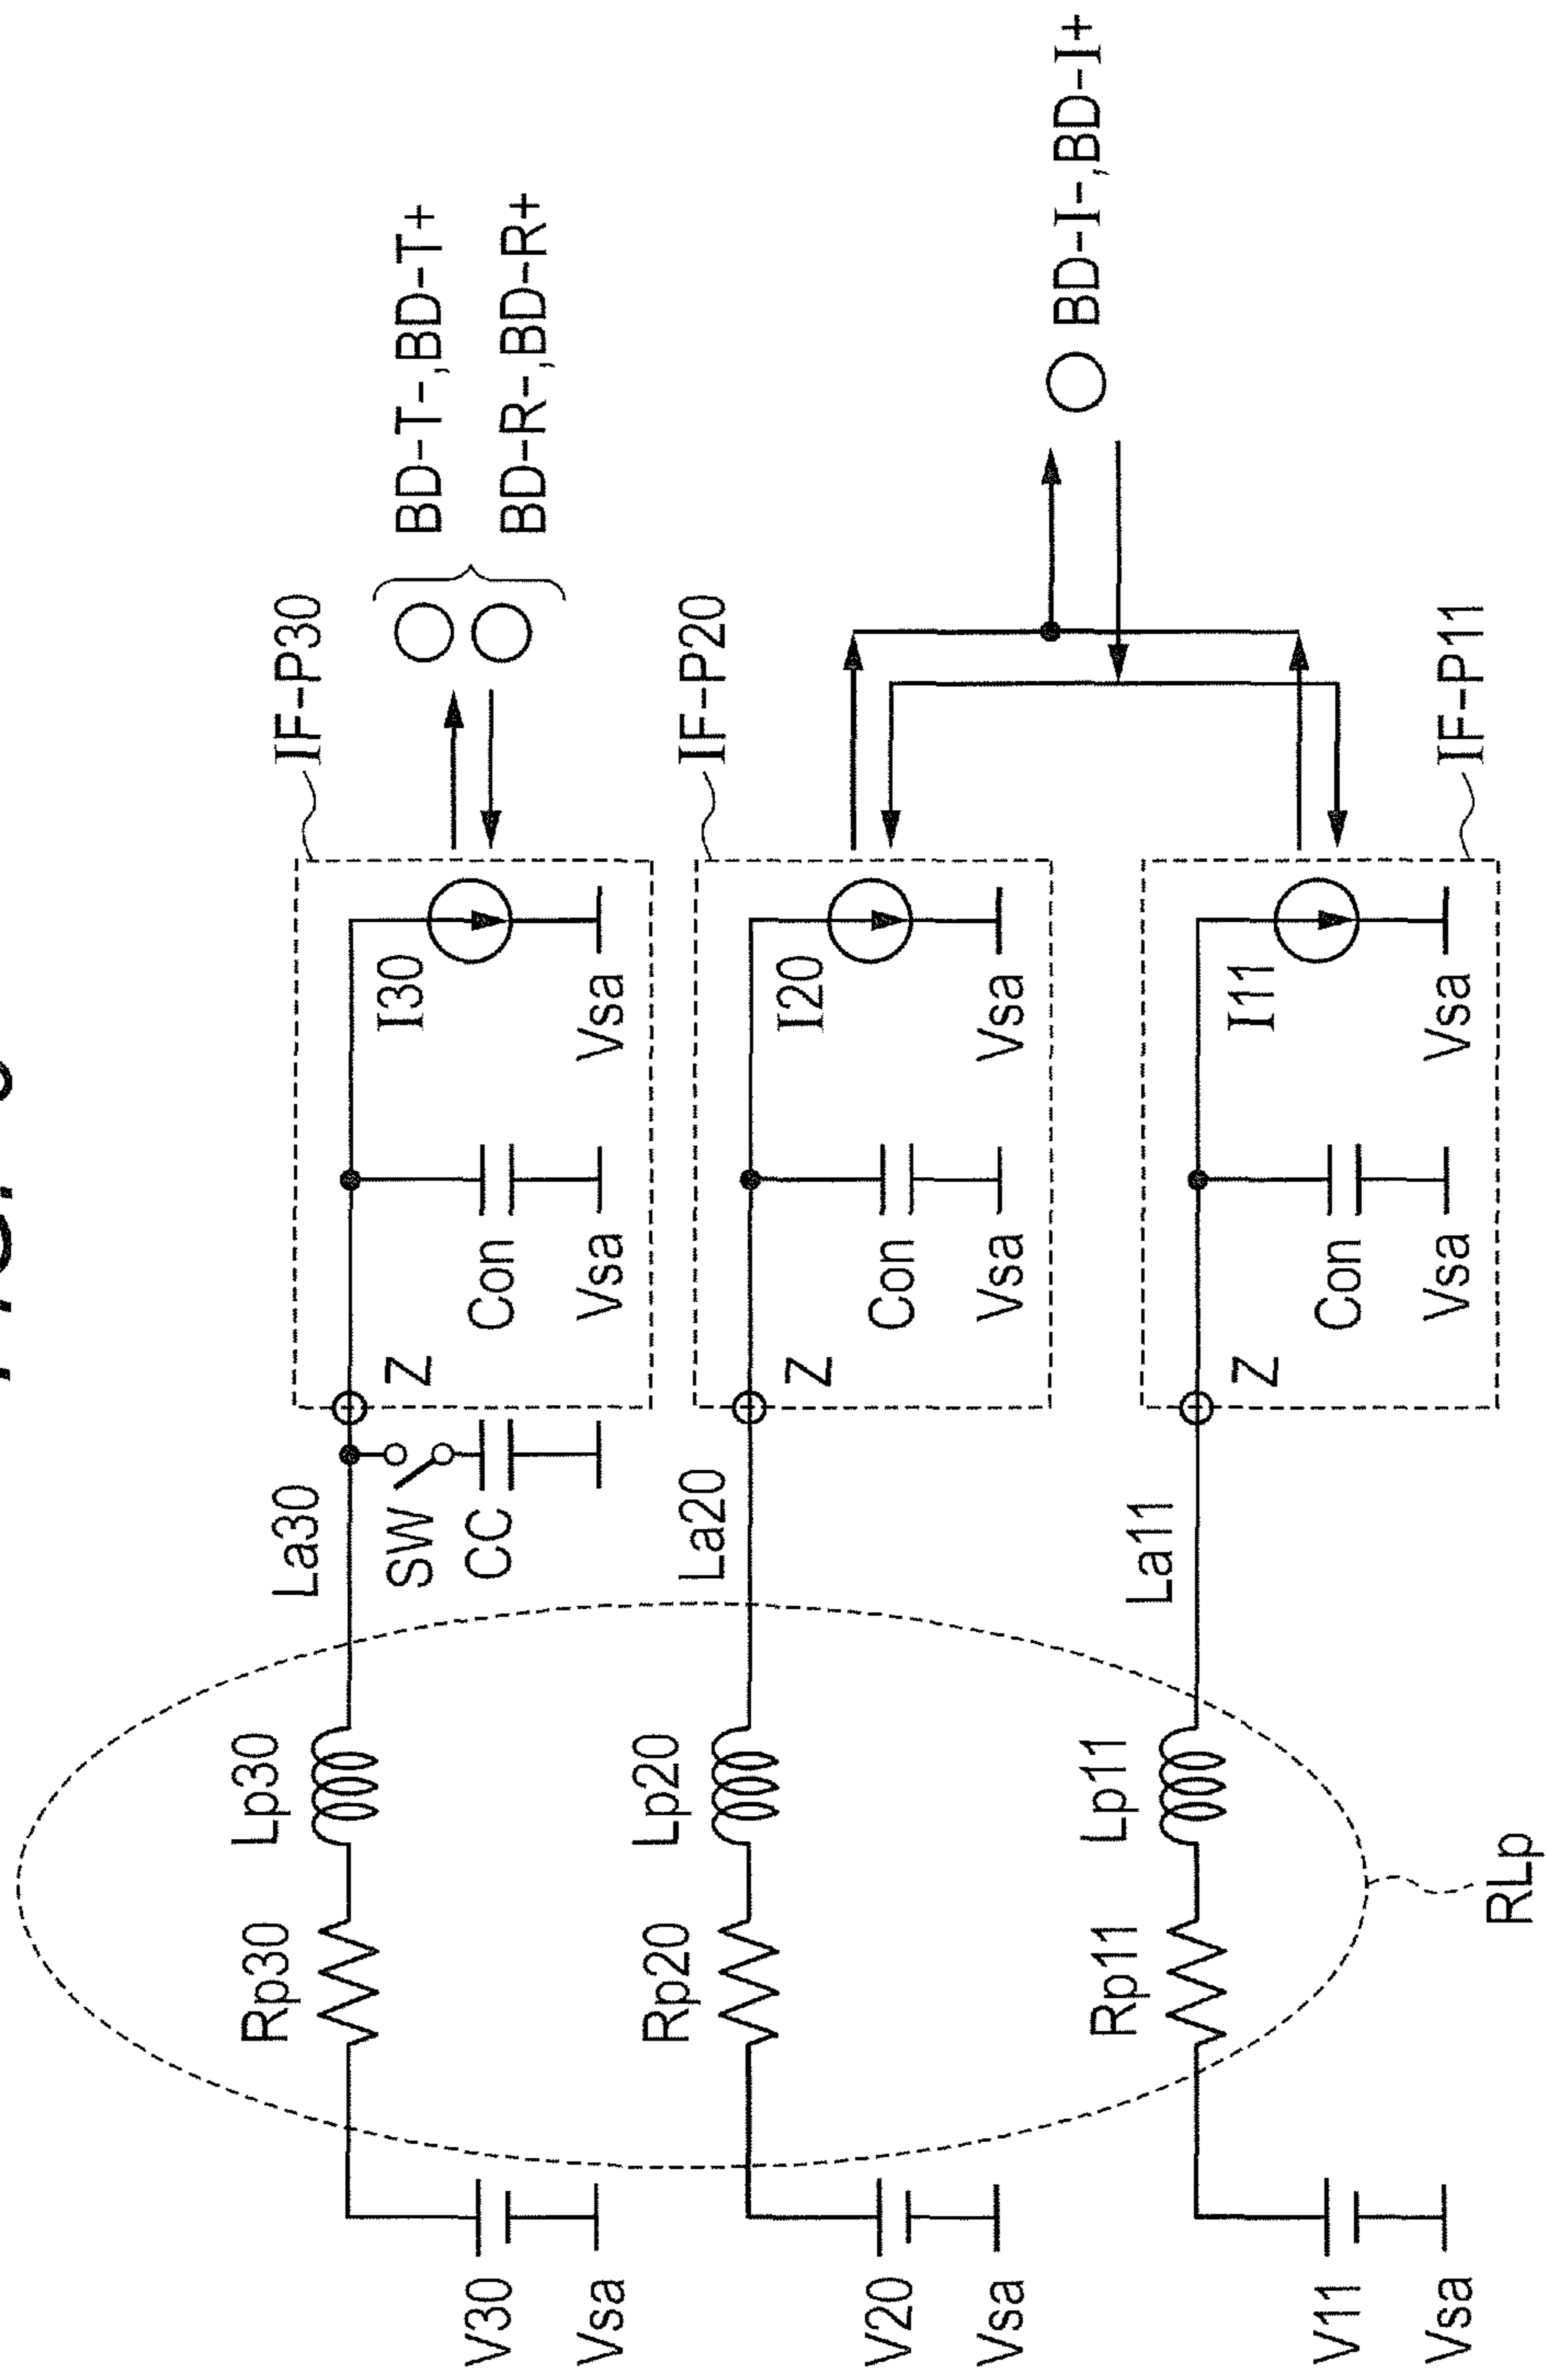 IF-P30
BD-T-,BD-T+
BD-R-,BD-R+
La30
Lp30
Rp30
SW
CC
Z
Con
I30
V30
Vsa
Vsa
Vsa
IF-P20
La20
Lp20
Rp20
Z
Con
I20
V20
Vsa
Vsa
Vsa
BD-I-,BD-I+
La11
Lp11
Rp11
Z
Con
I11
V11
Vsa
Vsa
Vsa
IF-P11
RLp